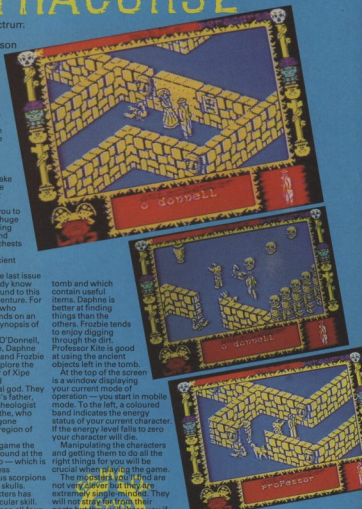 TRACURSE
ctrum:
son
ake
you to
huge
ing
nd
chests
cient
e last issue
dy know
und to this
enture. For
who
nds on an
ynopsis of
O'Donnell,
e, Daphne
and Frozbie
plore the
of Xipe
al god. They
's father,
heologist
the, who
gone
region of
game the
ound at the
— which is
as
us scorpions
skulls.
cters has
cular skill.
tomb and which
contain useful
items. Daphne is
better at finding
things than the
others. Frozbie tends
to enjoy digging
through the dirt.
Professor Kite is good
at using the ancient
objects left in the tomb.
At the top of the screen
is a window displaying
your current mode of
operation — you start in mobile
mode. To the left, a coloured
band indicates the energy
status of your current character.
If the energy level falls to zero
your character will die.
Manipulating the characters
and getting them to do all the
right things for you will be
crucial when playing the game.
The monsters you'll find are
not very clever but they are
extremely single-minded. They
will not stray far from their
o donnell
o donnell
professor